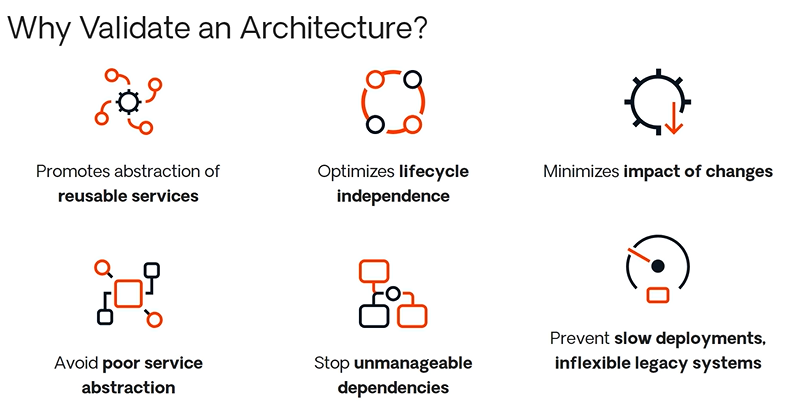 Why Validate an Architecture?
Promotes abstraction of
reusable services
Optimizes lifecycle
independence
Minimizes impact of changes
Avoid poor service
abstraction
Stop unmanageable
dependencies
Prevent slow deployments,
inflexible legacy systems